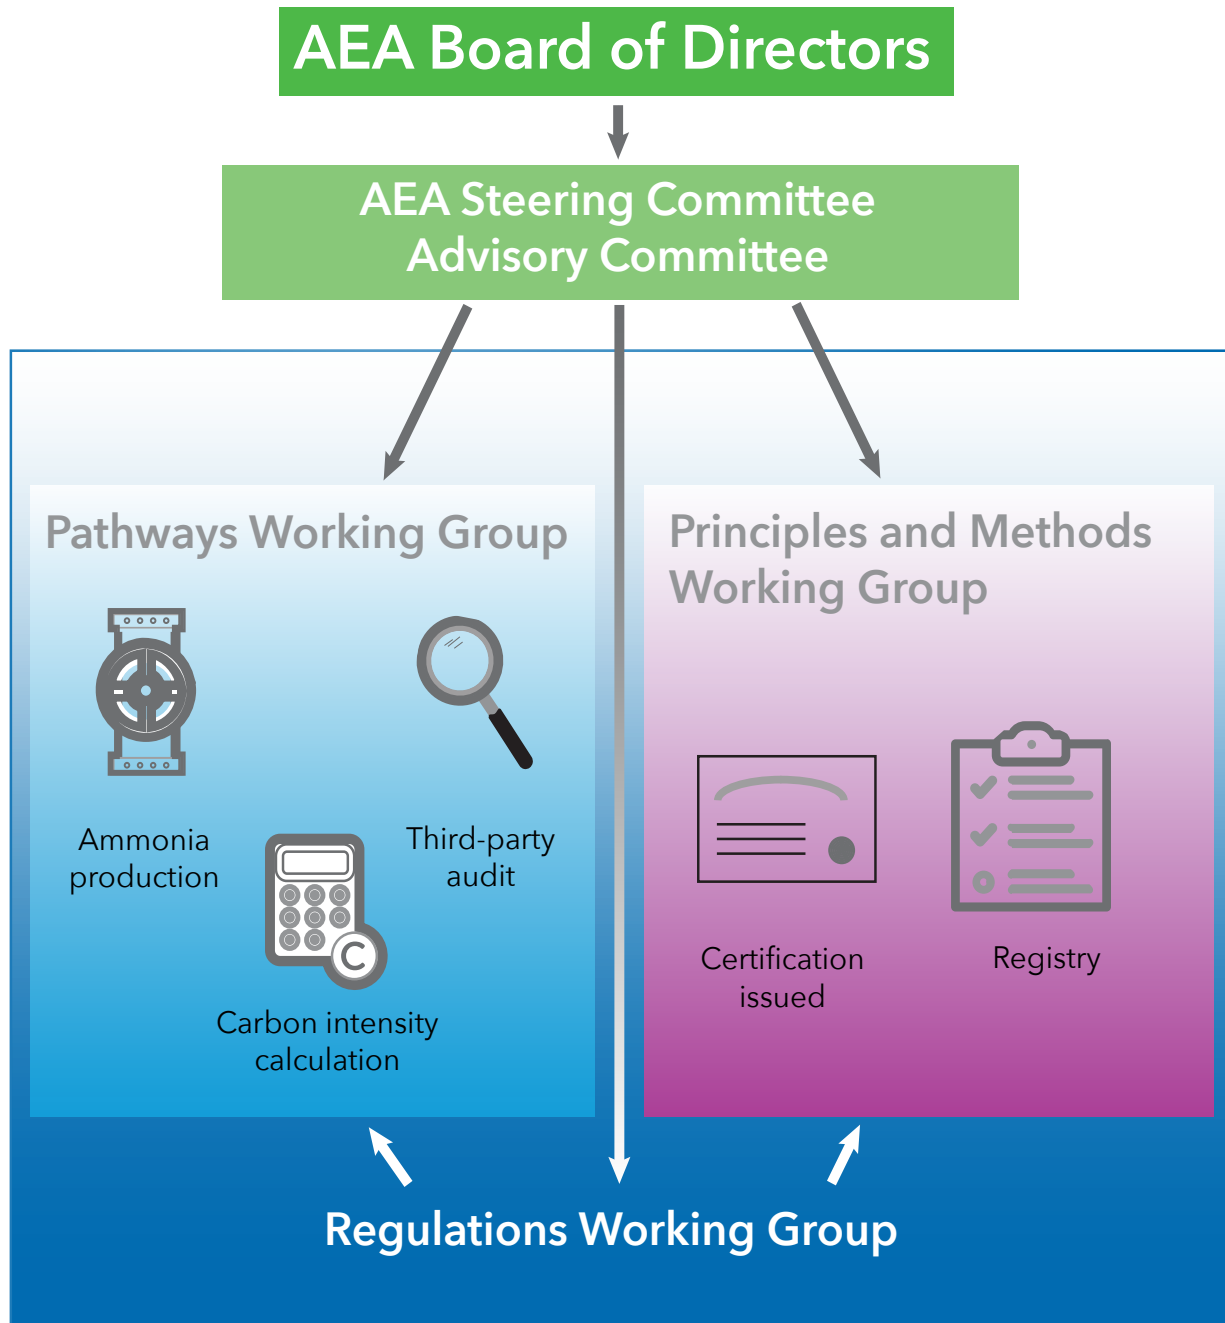 AEA Board of Directors
AEA Steering Committee
Advisory Committee
Pathways Working Group
Ammonia
production
Third-party
audit
C
Carbon intensity
calculation
Principles and Methods
Working Group
Certification
issued
Registry
Regulations Working Group